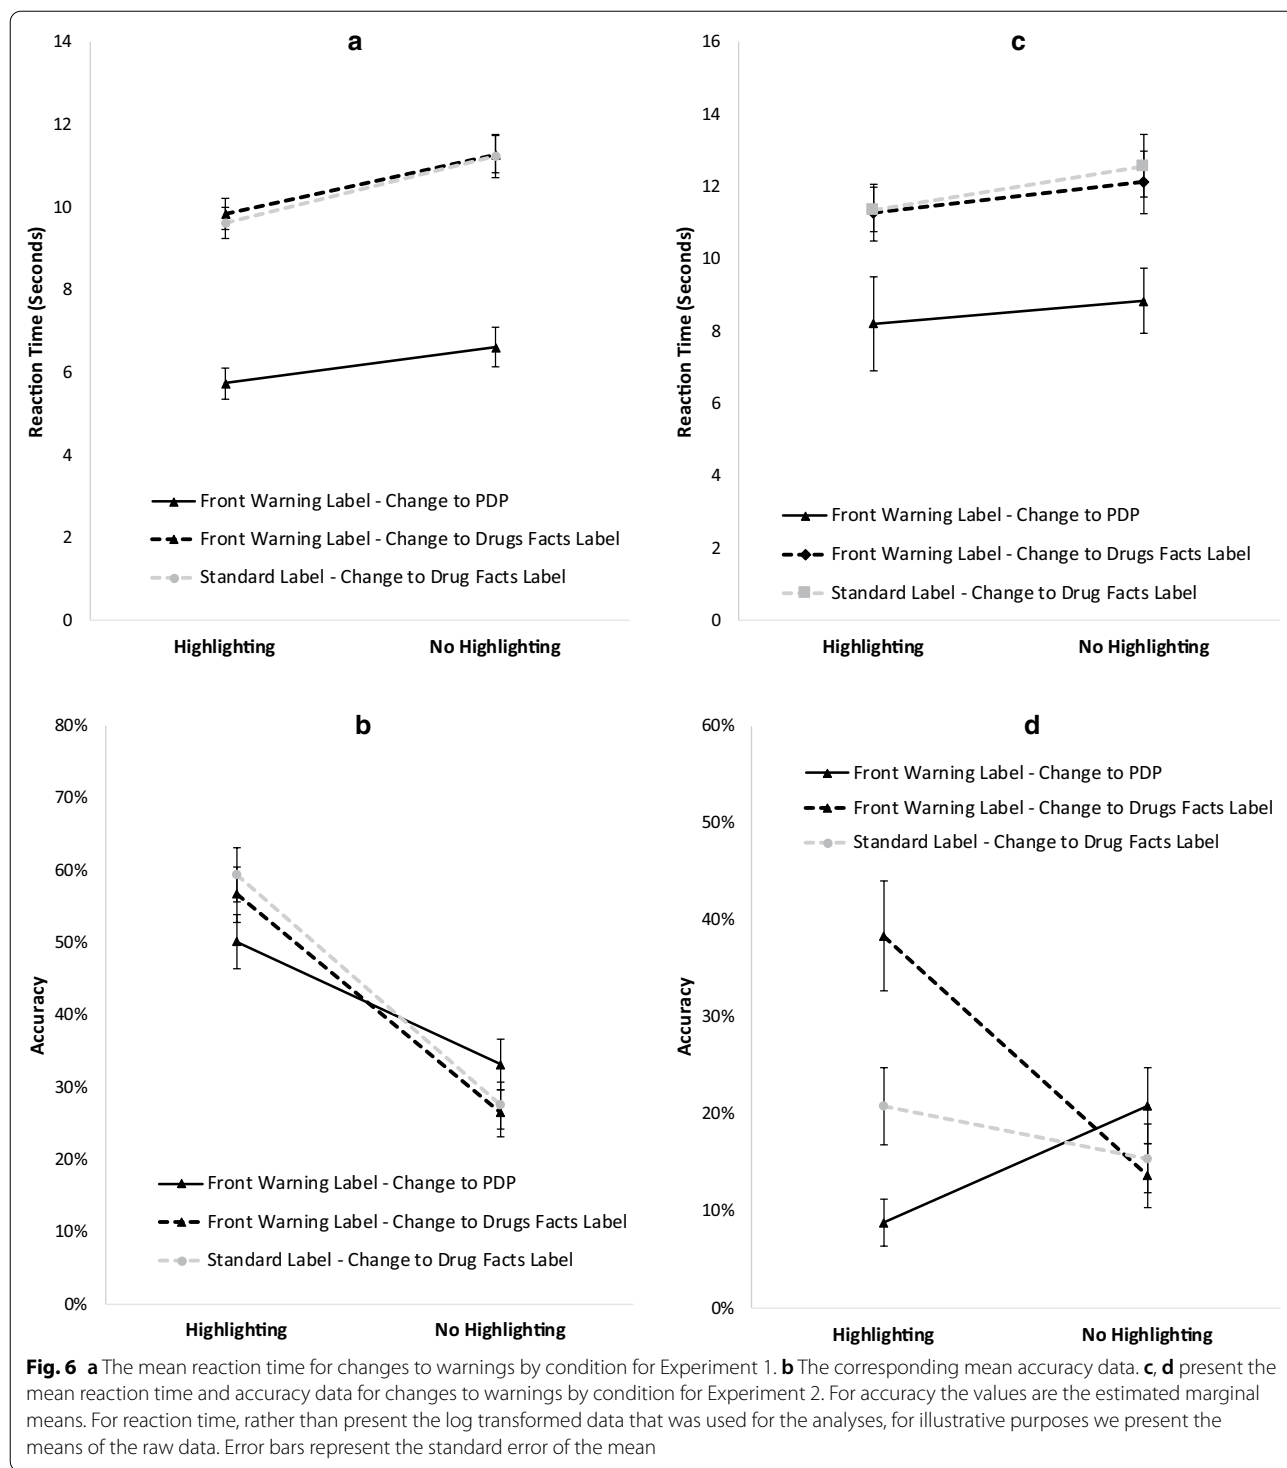 a
14
12
10
8
6
4
2
0
Reaction Time (Seconds)
Front Warning Label - Change to PDP
Front Warning Label - Change to Drugs Facts Label
Standard Label - Change to Drug Facts Label
Highlighting No Highlighting
c
16
14
12
10
8
6
4
2
0
Reaction Time (Seconds)
Front Warning Label - Change to PDP
Front Warning Label - Change to Drugs Facts Label
Standard Label - Change to Drug Facts Label
Highlighting No Highlighting
b
80%
70%
60%
50%
40%
30%
20%
10%
0%
Accuracy
Front Warning Label - Change to PDP
Front Warning Label - Change to Drugs Facts Label
Standard Label - Change to Drug Facts Label
Highlighting No Highlighting
d
60%
50%
40%
30%
20%
10%
0%
Accuracy
Front Warning Label - Change to PDP
Front Warning Label - Change to Drugs Facts Label
Standard Label - Change to Drug Facts Label
Highlighting No Highlighting
Fig. 6 a The mean reaction time for changes to warnings by condition for Experiment 1. b The corresponding mean accuracy data. c, d present the
mean reaction time and accuracy data for changes to warnings by condition for Experiment 2. For accuracy the values are the estimated marginal
means. For reaction time, rather than present the log transformed data that was used for the analyses, for illustrative purposes we present the
means of the raw data. Error bars represent the standard error of the mean